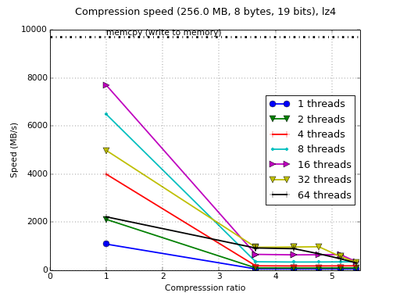 Compression speed (256.0 MB, 8 bytes, 19 bits), lz4
memcpy (write to memory)
10000
8000
6000
4000
2000
0
Speed (MB/s)
1 threads
2 threads
4 threads
8 threads
16 threads
32 threads
64 threads
0 1 2 3 4 5
Compresssion ratio